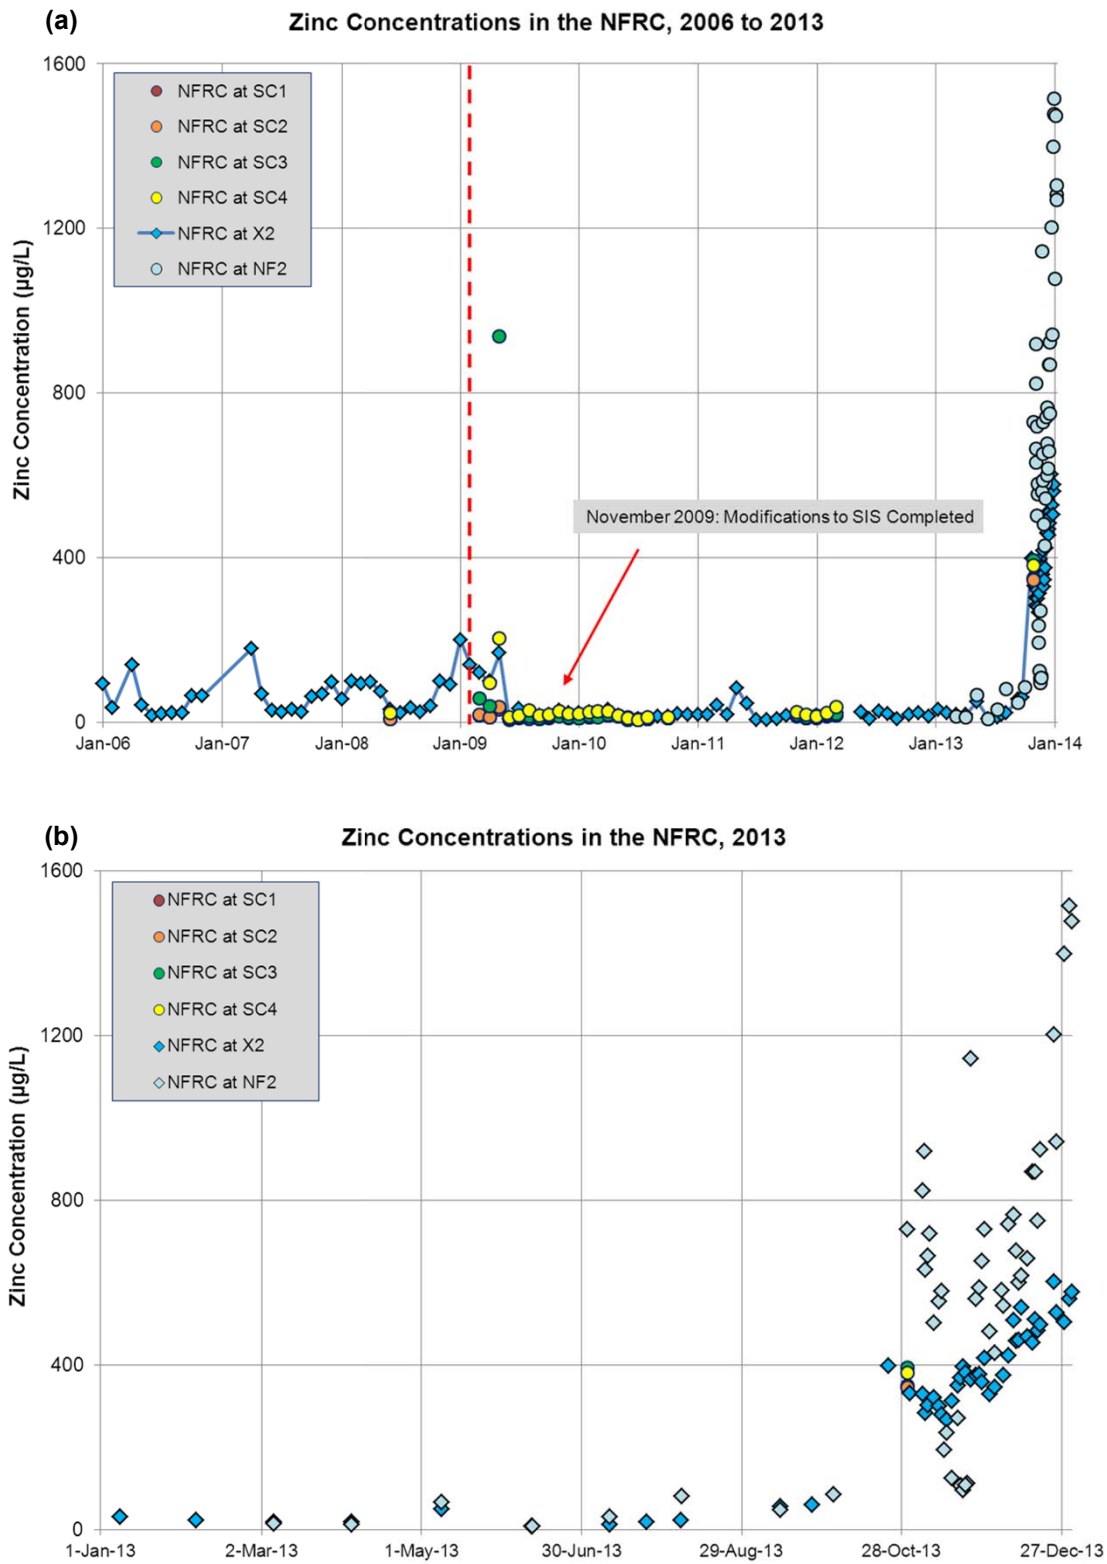 (a)
Zinc Concentrations in the NFRC, 2006 to 2013
1600
NFRC at SC1
NFRC at SC2
NFRC at SC3
NFRC at SC4
NFRC at X2
NFRC at NF2
1200
Zinc Concentration (µg/L)
800
November 2009: Modifications to SIS Completed
400
0
Jan-06 Jan-07 Jan-08 Jan-09 Jan-10 Jan-11 Jan-12 Jan-13 Jan-14
(b)
Zinc Concentrations in the NFRC, 2013
1600
NFRC at SC1
NFRC at SC2
NFRC at SC3
NFRC at SC4
NFRC at X2
NFRC at NF2
1200
Zinc Concentration (µg/L)
800
400
0
1-Jan-13 2-Mar-13 1-May-13 30-Jun-13 29-Aug-13 28-Oct-13 27-Dec-13